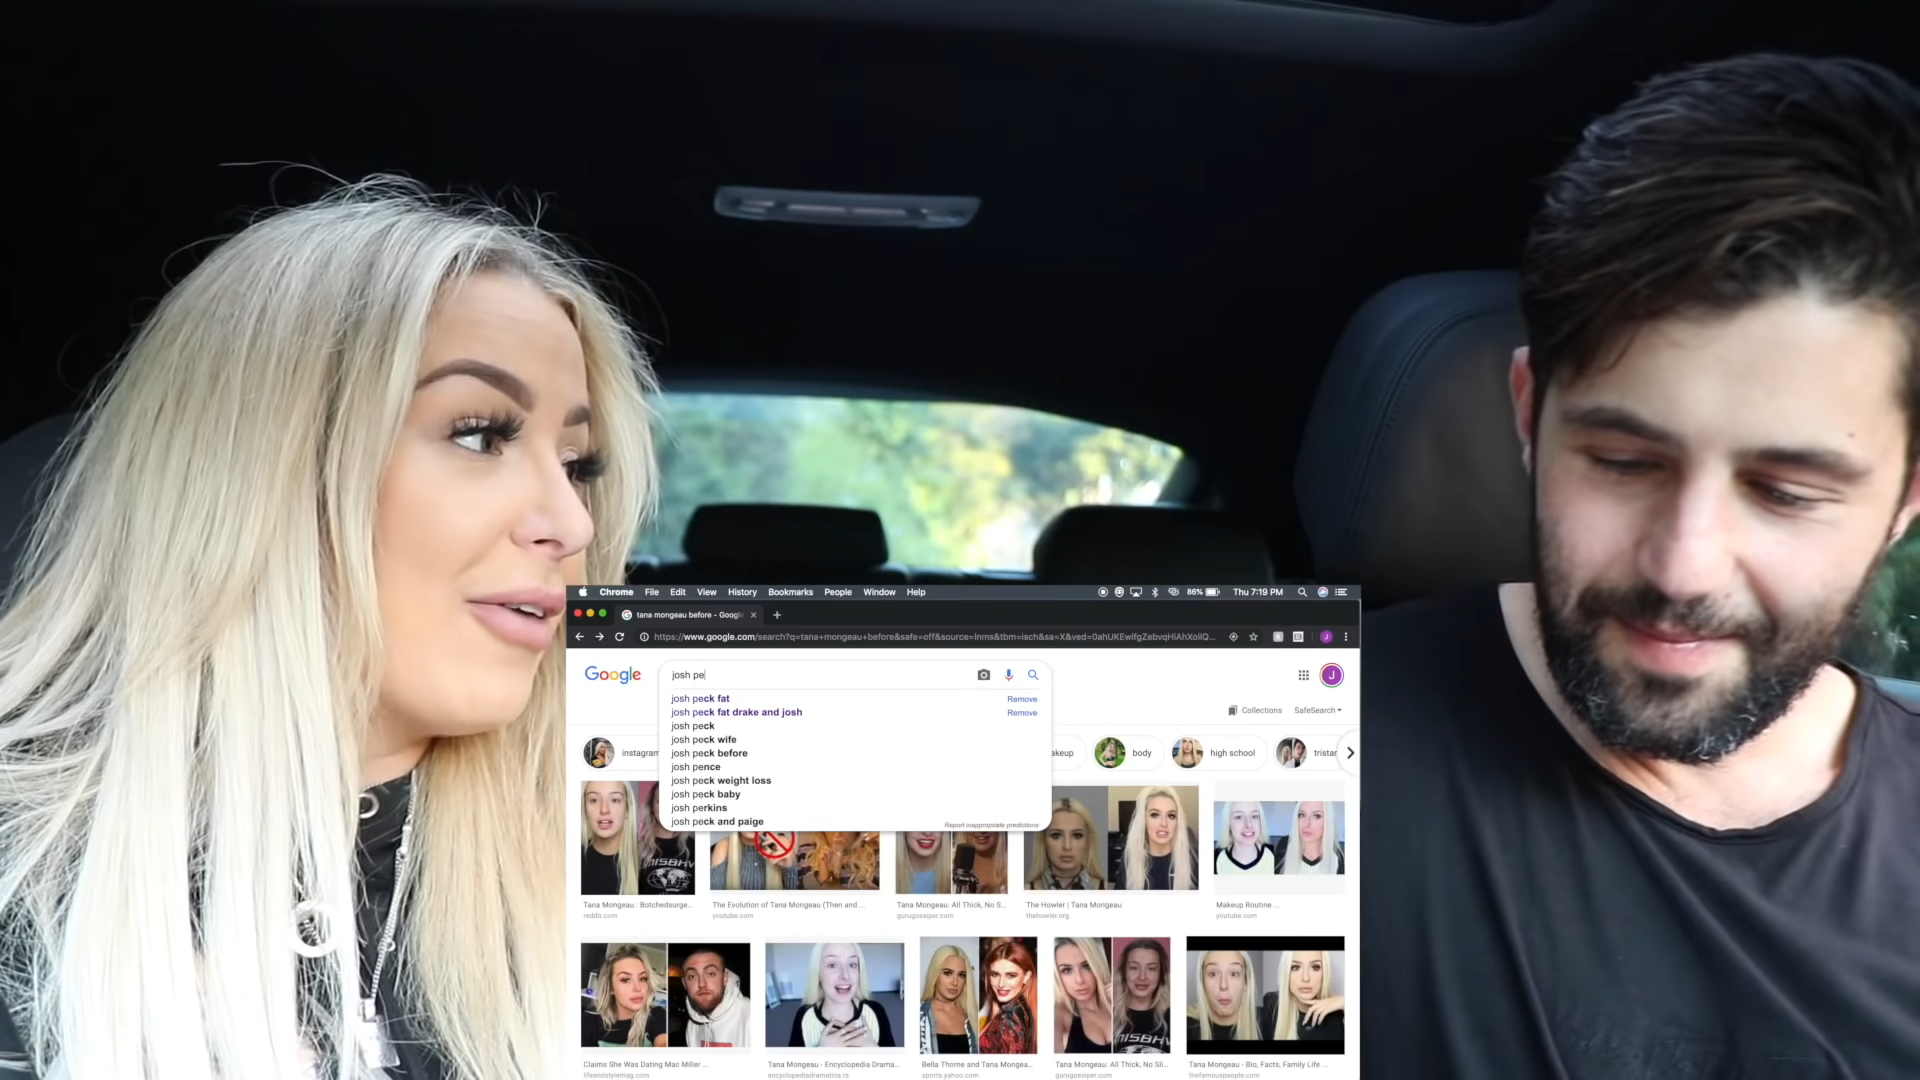 Chrome File Edit View History Bookmarks People Window Help 86% Thu 7:19 PM
tana mongeau before - Google
https://www.google.com/search?q=tana+mongeau+before&safe=off&source=lnms&tbm=isch&sa=X&ved=0ahUKEwifgZebvqHiAhXoilQ... J
Google josh pe J
josh peck fat Remove
josh peck fat drake and josh Remove
josh peck
josh peck wife
josh peck before
josh pence
josh peck weight loss
josh peck baby
josh perkins
josh peck and paige
Report inappropriate predictions
Collections SafeSearch
instagram akeup body high school tristan
MISBHV
Tana Mongeau : Botchedsurge...
reddit.com
The Evolution of Tana Mongeau (Then and ...
youtube.com
Tana Mongeau: All Thick, No S...
gurugossiper.com
The Howler | Tana Mongeau
thehowler.org
Makeup Routine ...
youtube.com
Claims She Was Dating Mac Miller ...
lifeandstylemag.com
Tana Mongeau - Encyclopedia Drama...
encyclopediadramatica.rs
Bella Thorne and Tana Mongea...
sports.yahoo.com
Tana Mongeau: All Thick, No Sli...
gurugossiper.com
Tana Mongeau - Bio, Facts, Family Life ...
thefamouspeople.com